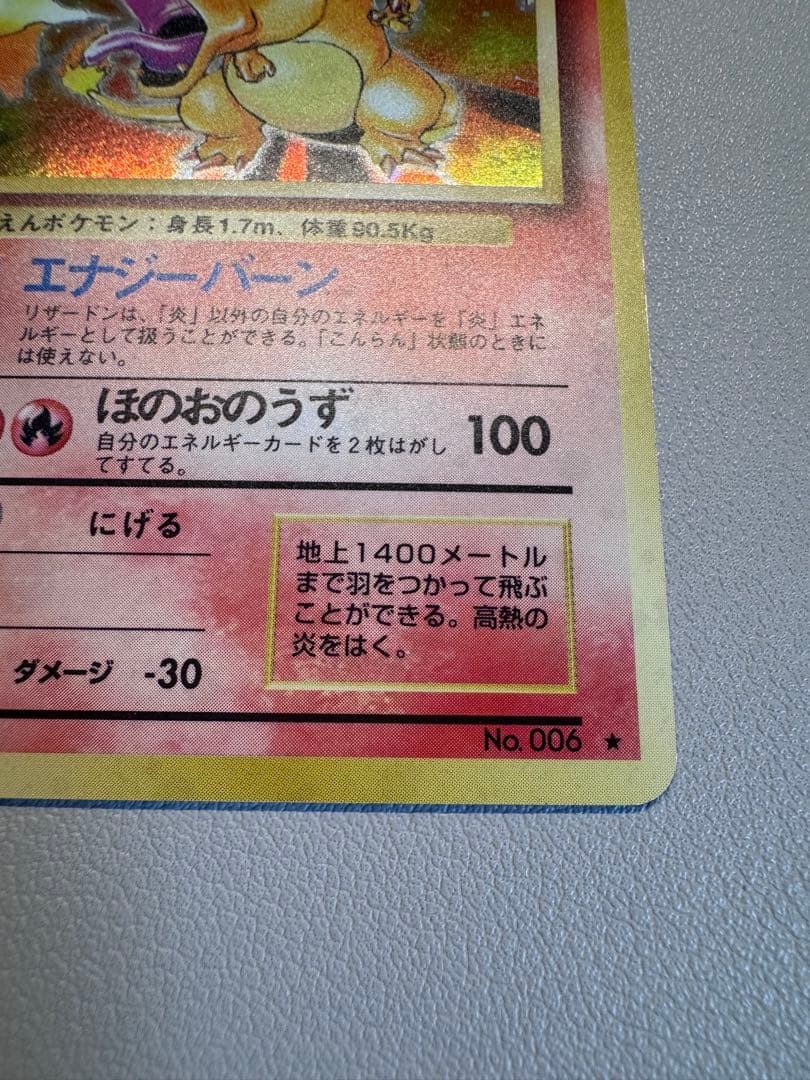 えんポケモン：身長1.7m、体重90.5Kg
エナジーバーン
リザードンは、「炎」以外の自分のエネルギーを「炎」エネ
ルギーとして扱うことができる。「こんらん」状態のときに
は使えない。
ほのおのうず 100
自分のエネルギーカードを２枚はがし
てすてる。
にげる
地上1400メートル
まで羽をつかって飛ぶ
ことができる。高熱の
炎をはく。
ダメージ -30
No. 006 ★